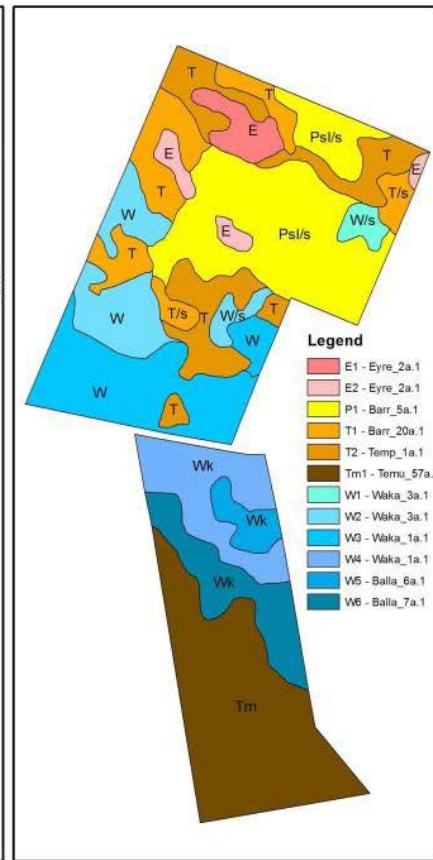 T
T
E
Psl/s
T
E
E
T/s
T
W
W/s
E
Psl/s
T
T/s
T
W/s
T
W
W
W
T
Wk
Wk
Wk
Tm
Legend
E1 - Eyre_2a.1
E2 - Eyre_2a.1
P1 - Barr_5a.1
T1 - Barr_20a.1
T2 - Temp_1a.1
Tm1 - Temu_57a.
W1 - Waka_3a.1
W2 - Waka_3a.1
W3 - Waka_1a.1
W4 - Waka_1a.1
W5 - Balla_6a.1
W6 - Balla_7a.1